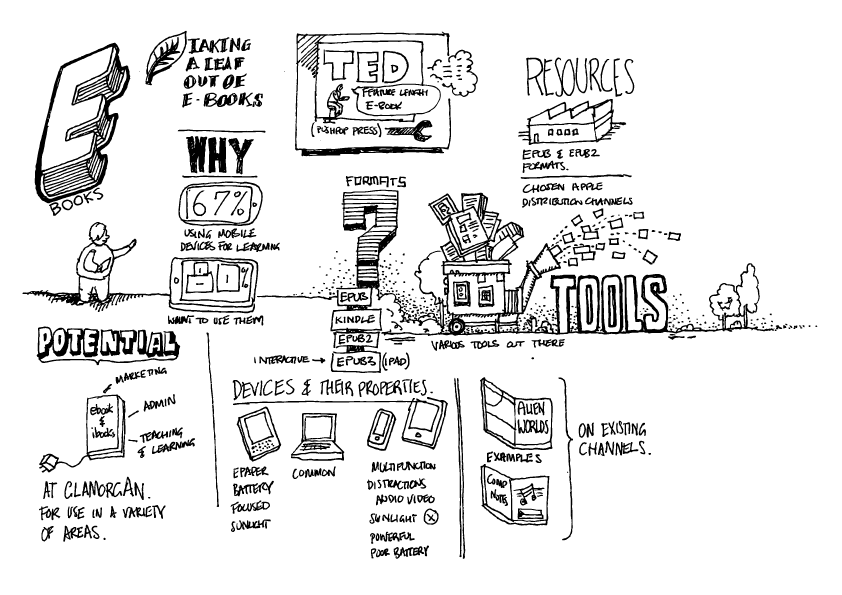 E
BOOKS
TAKING
A LEAF
OUT OF
E-BOOKS
WHY
67%
USING MOBILE
DEVICES FOR LEARNING
%
WANT TO USE THEM
TED
FEATURE LENGTH
E-BOOK
(PUSHPOP PRESS)
RESOURCES
EPUB & EPUB2
FORMATS.
CHOSEN APPLE
DISTRIBUTION CHANNELS
FORMATS
?
EPUB
KINDLE
EPUB2
INTERACTIVE → EPUB3 (IPAD)
TOOLS
VARIOUS TOOLS OUT THERE
POTENTIAL
MARKETING
ADMIN
TEACHING
& LEARNING
ebook
&
ibooks
AT GLAMORGAN.
FOR USE IN A VARIETY
OF AREAS.
DEVICES & THEIR PROPERTIES.
EPAPER
BATTERY
FOCUSED
SUNLIGHT
COMMON
MULTIFUNCTION
DISTRACTIONS
AUDIO VIDEO
SUNLIGHT ⓧ
POWERFUL
POOR BATTERY
ALIEN
WORLDS
EXAMPLES
COMP
NOTES
ON EXISTING
CHANNELS.